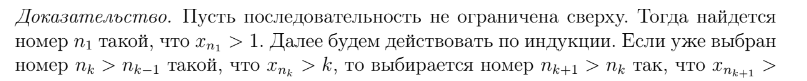 Доказательство. Пусть последовательность не ограничена сверху. Тогда найдется
номер n₁ такой, что xₙ₁ > 1. Далее будем действовать по индукции. Если уже выбран
номер nₖ > nₖ₋₁ такой, что xₙₖ > k, то выбирается номер nₖ₊₁ > nₖ так, что xₙₖ₊₁ >